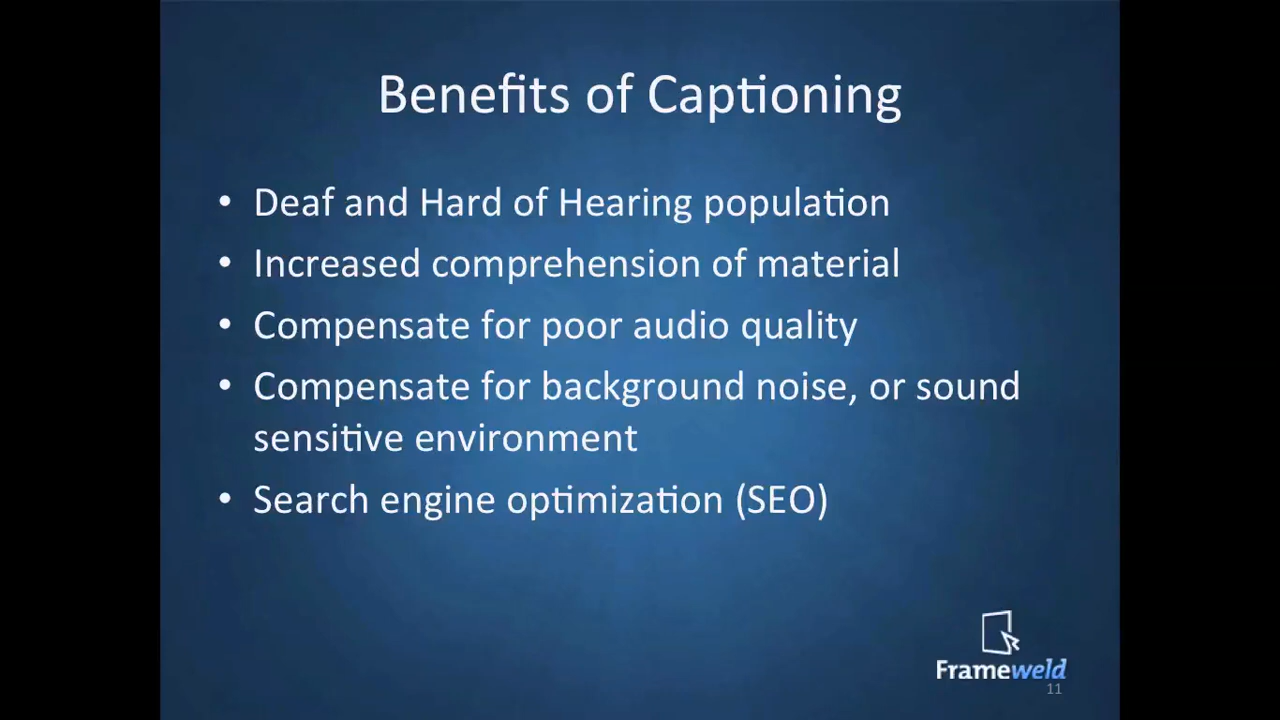 Benefits of Captioning
• Deaf and Hard of Hearing population
• Increased comprehension of material
• Compensate for poor audio quality
• Compensate for background noise, or sound
sensitive environment
• Search engine optimization (SEO)
Frameweld
11